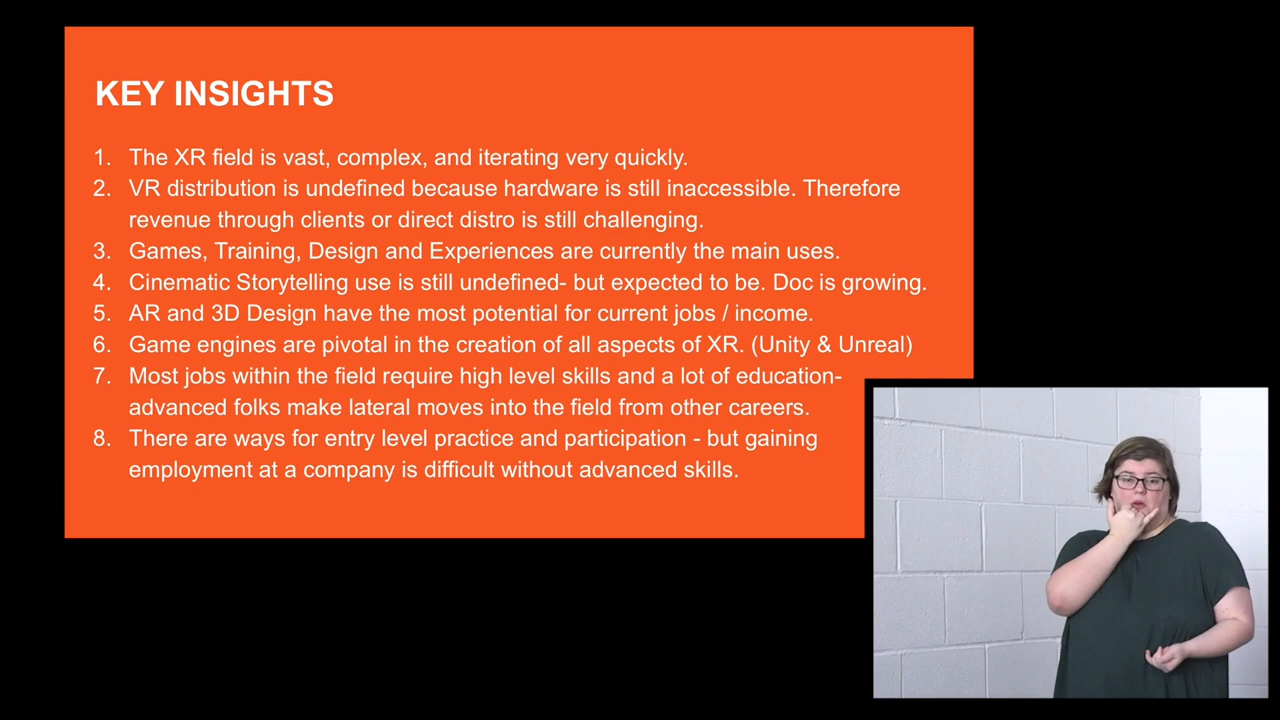 KEY INSIGHTS
1. The XR field is vast, complex, and iterating very quickly.
2. VR distribution is undefined because hardware is still inaccessible. Therefore
revenue through clients or direct distro is still challenging.
3. Games, Training, Design and Experiences are currently the main uses.
4. Cinematic Storytelling use is still undefined- but expected to be. Doc is growing.
5. AR and 3D Design have the most potential for current jobs / income.
6. Game engines are pivotal in the creation of all aspects of XR. (Unity & Unreal)
7. Most jobs within the field require high level skills and a lot of education-
advanced folks make lateral moves into the field from other careers.
8. There are ways for entry level practice and participation - but gaining
employment at a company is difficult without advanced skills.